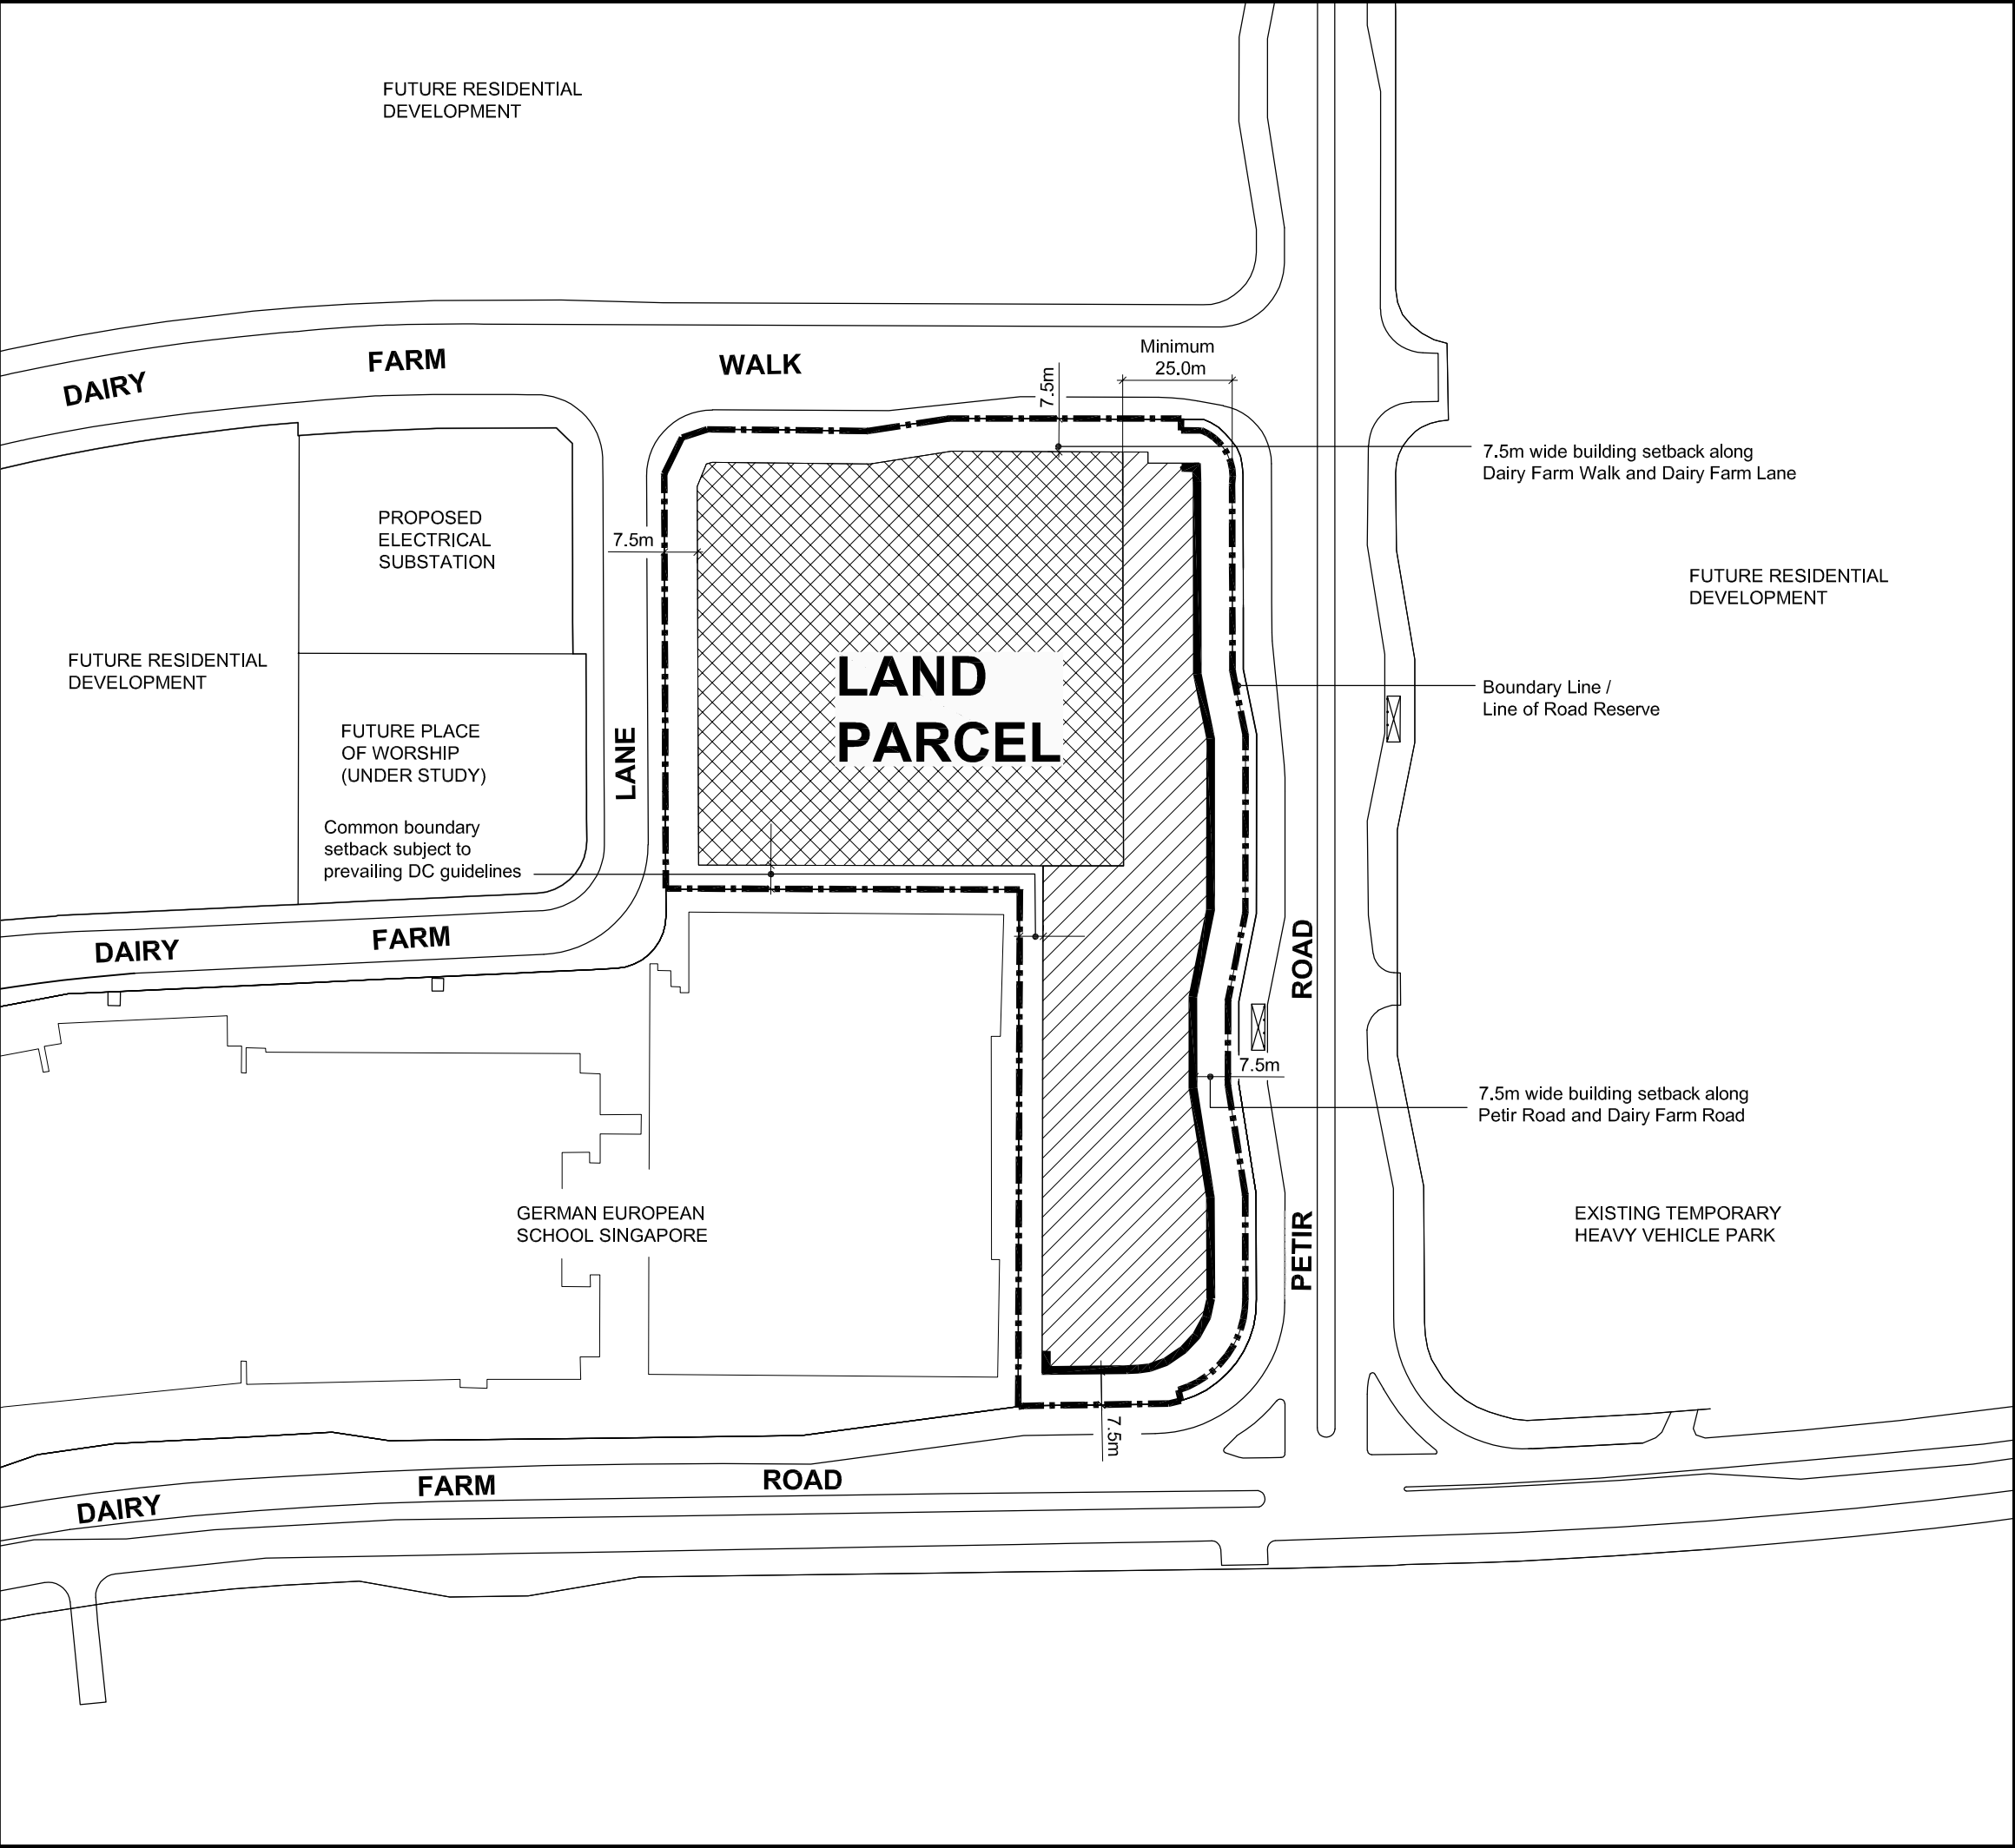 FUTURE RESIDENTIAL
DEVELOPMENT
DAIRY FARM WALK
Minimum
25.0m
7.5m
7.5m wide building setback along
Dairy Farm Walk and Dairy Farm Lane
PROPOSED
ELECTRICAL
SUBSTATION
7.5m
FUTURE RESIDENTIAL
DEVELOPMENT
FUTURE RESIDENTIAL
DEVELOPMENT
LAND
PARCEL
Boundary Line /
Line of Road Reserve
FUTURE PLACE
OF WORSHIP
(UNDER STUDY)
LANE
Common boundary
setback subject to
prevailing DC guidelines
DAIRY FARM
ROAD
7.5m
7.5m wide building setback along
Petir Road and Dairy Farm Road
GERMAN EUROPEAN
SCHOOL SINGAPORE
PETIR
EXISTING TEMPORARY
HEAVY VEHICLE PARK
7.5m
DAIRY FARM ROAD